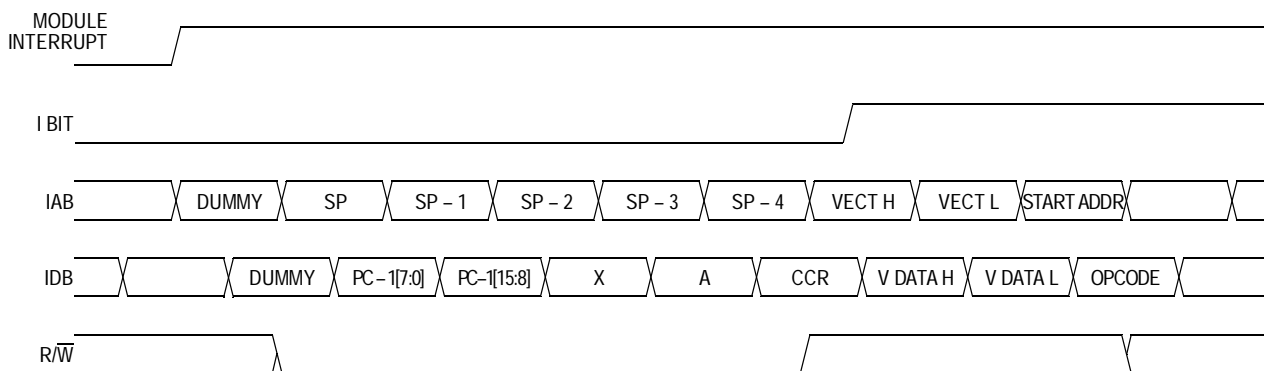 MODULE
INTERRUPT
I BIT
IAB DUMMY SP SP – 1 SP – 2 SP – 3 SP – 4 VECT H VECT L START ADDR
IDB DUMMY PC – 1[7:0] PC–1[15:8] X A CCR V DATA H V DATA L OPCODE
R/W̅